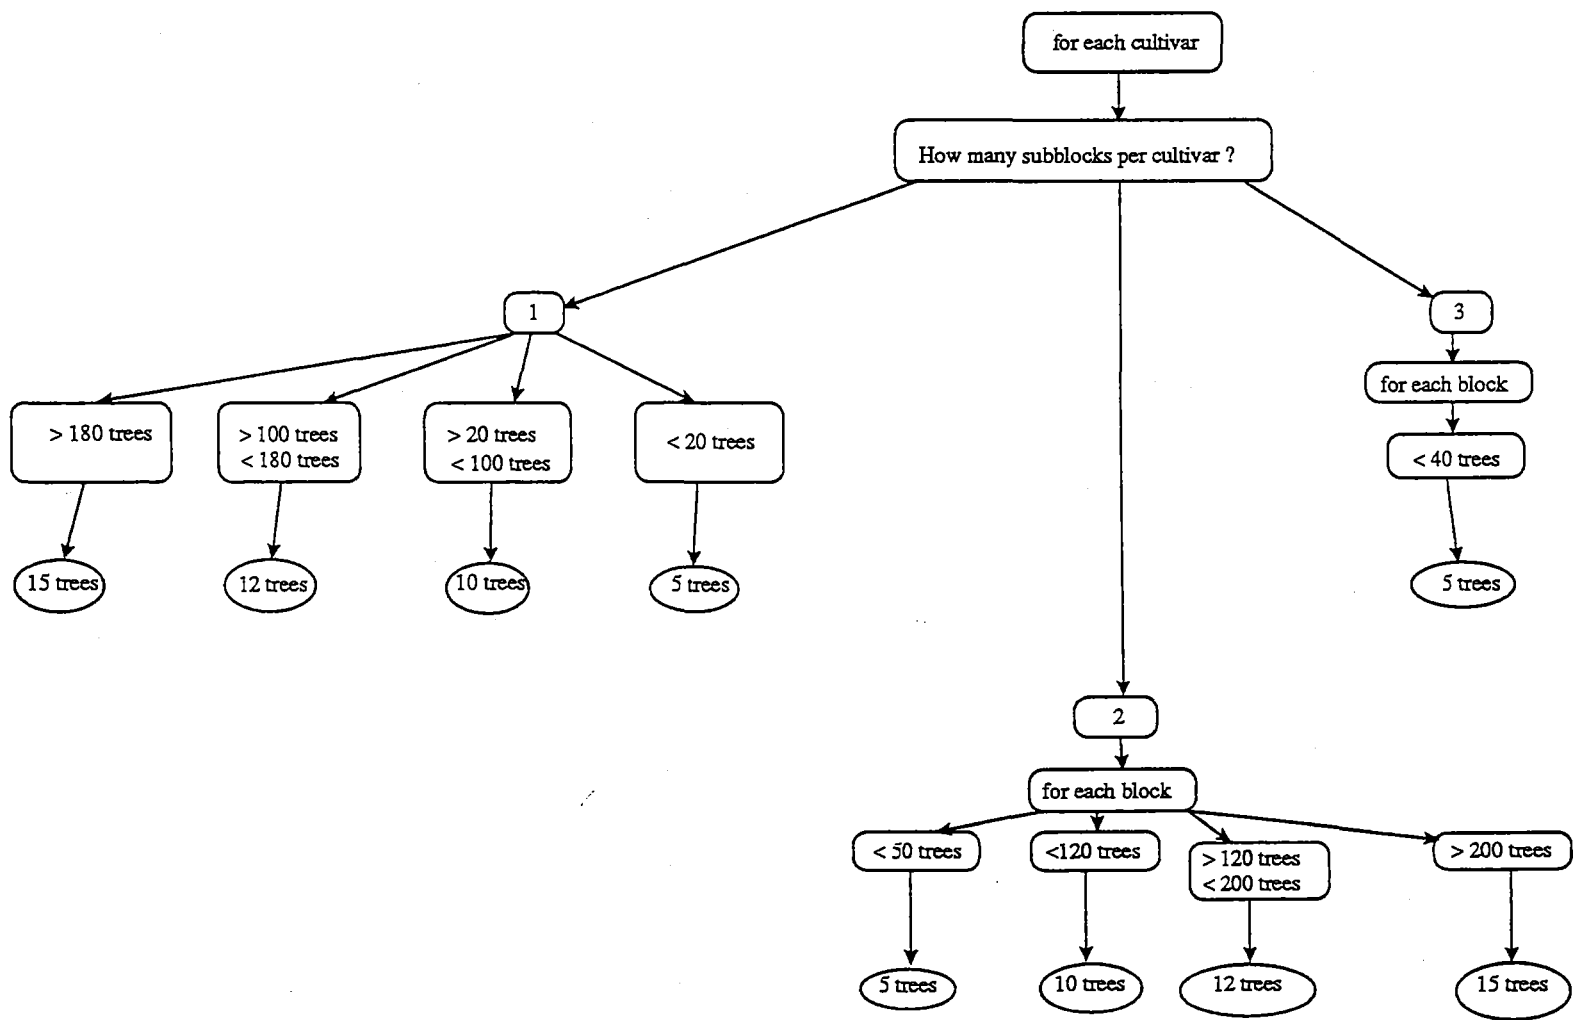 for each cultivar
How many subblocks per cultivar ?
1
3
for each block
> 180 trees
> 100 trees
< 180 trees
> 20 trees
< 100 trees
< 20 trees
< 40 trees
15 trees
12 trees
10 trees
5 trees
5 trees
2
for each block
< 50 trees
<120 trees
> 120 trees
< 200 trees
> 200 trees
5 trees
10 trees
12 trees
15 trees